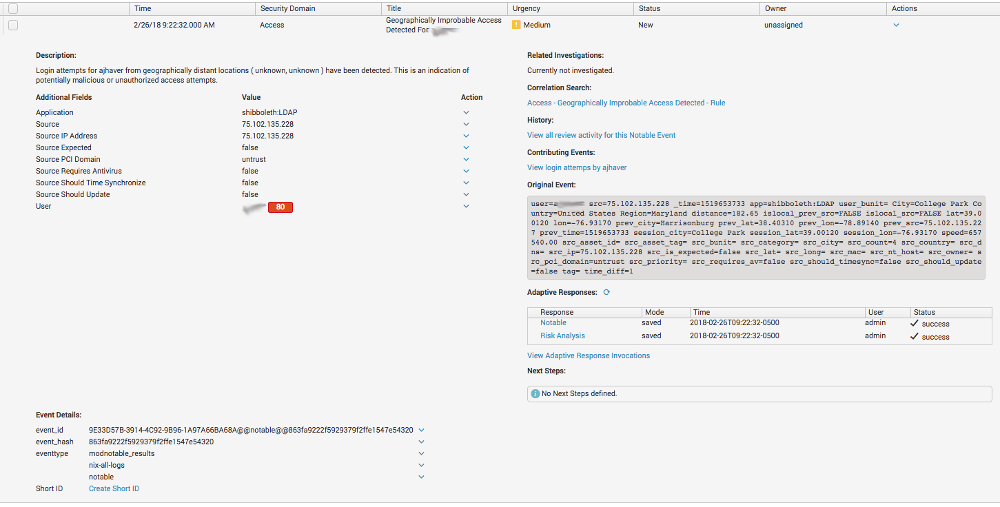 Time Security Domain Title Urgency Status Owner Actions
2/26/18 9:22:32.000 AM Access Geographically Improbable Access Medium New unassigned
Detected For
Description:
Login attempts for ajhaver from geographically distant locations ( unknown, unknown ) have been detected. This is an indication of
potentially malicious or unauthorized access attempts.
Additional Fields Value Action
Application shibboleth:LDAP
Source 75.102.135.228
Source IP Address 75.102.135.228
Source Expected false
Source PCI Domain untrust
Source Requires Antivirus false
Source Should Time Synchronize false
Source Should Update false
User 80
Related Investigations:
Currently not investigated.
Correlation Search:
Access - Geographically Improbable Access Detected - Rule
History:
View all review activity for this Notable Event
Contributing Events:
View login attemps by ajhaver
Original Event:
user=a src=75.102.135.228 _time=1519653733 app=shibboleth:LDAP user_bunit= City=College Park Co
untry=United States Region=Maryland distance=182.65 islocal_prev_src=FALSE islocal_src=FALSE lat=39.0
0120 lon=-76.93170 prev_city=Harrisonburg prev_lat=38.40310 prev_lon=-78.89140 prev_src=75.102.135.22
7 prev_time=1519653733 session_city=College Park session_lat=39.00120 session_lon=-76.93170 speed=657
540.00 src_asset_id= src_asset_tag= src_bunit= src_category= src_city= src_count=4 src_country= src_d
ns= src_ip=75.102.135.228 src_is_expected=false src_lat= src_long= src_mac= src_nt_host= src_owner= s
rc_pci_domain=untrust src_priority= src_requires_av=false src_should_timesync=false src_should_update
=false tag= time_diff=1
Adaptive Responses:
Response Mode Time User Status
Notable saved 2018-02-26T09:22:32-0500 admin success
Risk Analysis saved 2018-02-26T09:22:32-0500 admin success
View Adaptive Response Invocations
Next Steps:
No Next Steps defined.
Event Details:
event_id 9E33D57B-3914-4C92-9B96-1A97A66BA68A@@notable@@863fa9222f5929379f2ffe1547e54320
event_hash 863fa9222f5929379f2ffe1547e54320
eventtype modnotable_results
nix-all-logs
notable
Short ID Create Short ID